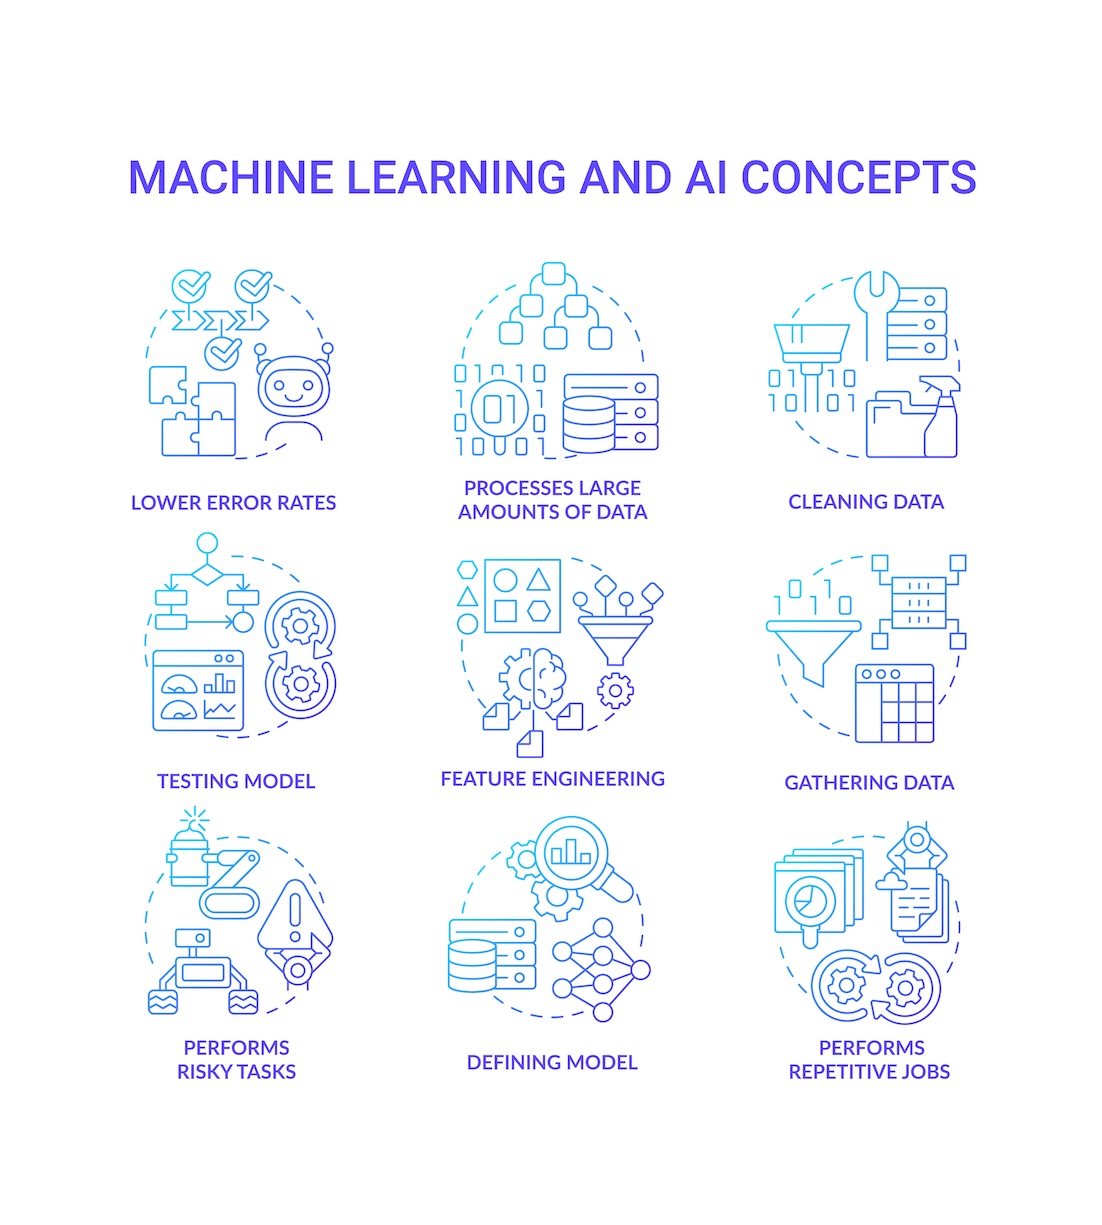 MACHINE LEARNING AND AI CONCEPTS
LOWER ERROR RATES
PROCESSES LARGE
AMOUNTS OF DATA
CLEANING DATA
TESTING MODEL
FEATURE ENGINEERING
GATHERING DATA
PERFORMS
RISKY TASKS
DEFINING MODEL
PERFORMS
REPETITIVE JOBS